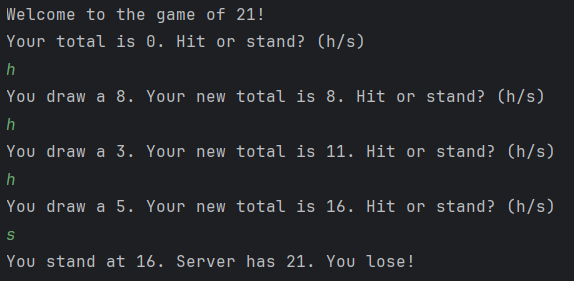 Welcome to the game of 21!
Your total is 0. Hit or stand? (h/s)
h
You draw a 8. Your new total is 8. Hit or stand? (h/s)
h
You draw a 3. Your new total is 11. Hit or stand? (h/s)
h
You draw a 5. Your new total is 16. Hit or stand? (h/s)
s
You stand at 16. Server has 21. You lose!